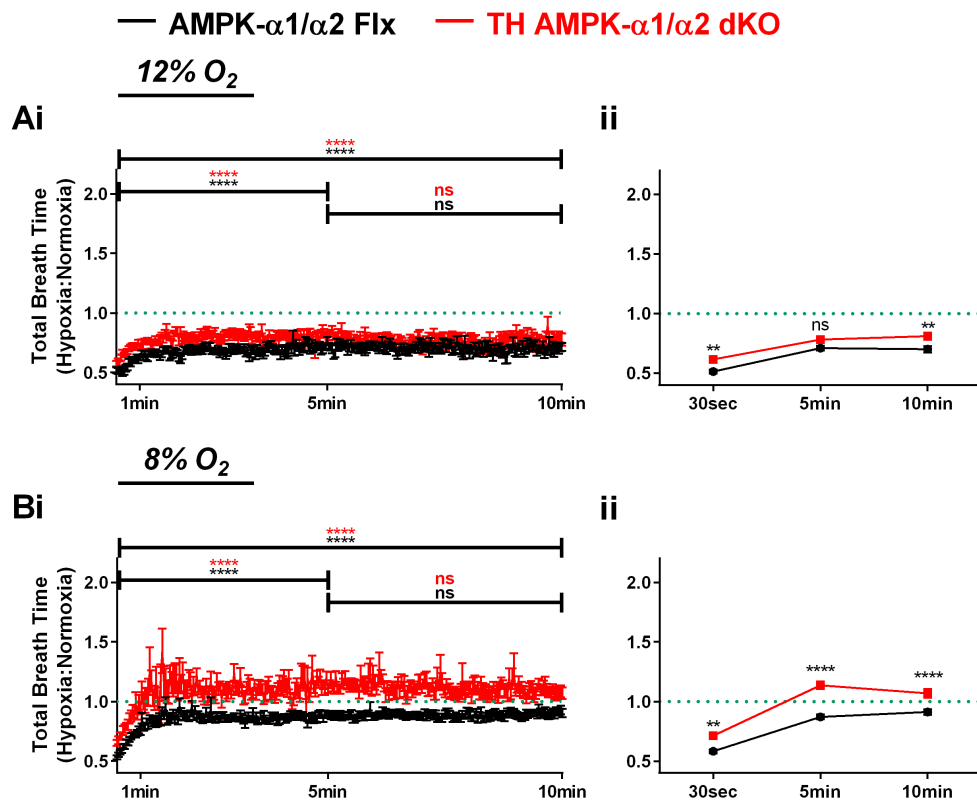 AMPK-α1/α2 Flx TH AMPK-α1/α2 dKO
12% O2
Ai ii
****
****
****
****
ns
ns
Total Breath Time
(Hypoxia:Normoxia)
2.0
1.5
1.0
0.5
1min 5min 10min
2.0
1.5
1.0
0.5
** ns **
30sec 5min 10min
8% O2
Bi ii
****
****
****
****
ns
ns
Total Breath Time
(Hypoxia:Normoxia)
2.0
1.5
1.0
0.5
1min 5min 10min
2.0
1.5
1.0
0.5
** **** ****
30sec 5min 10min